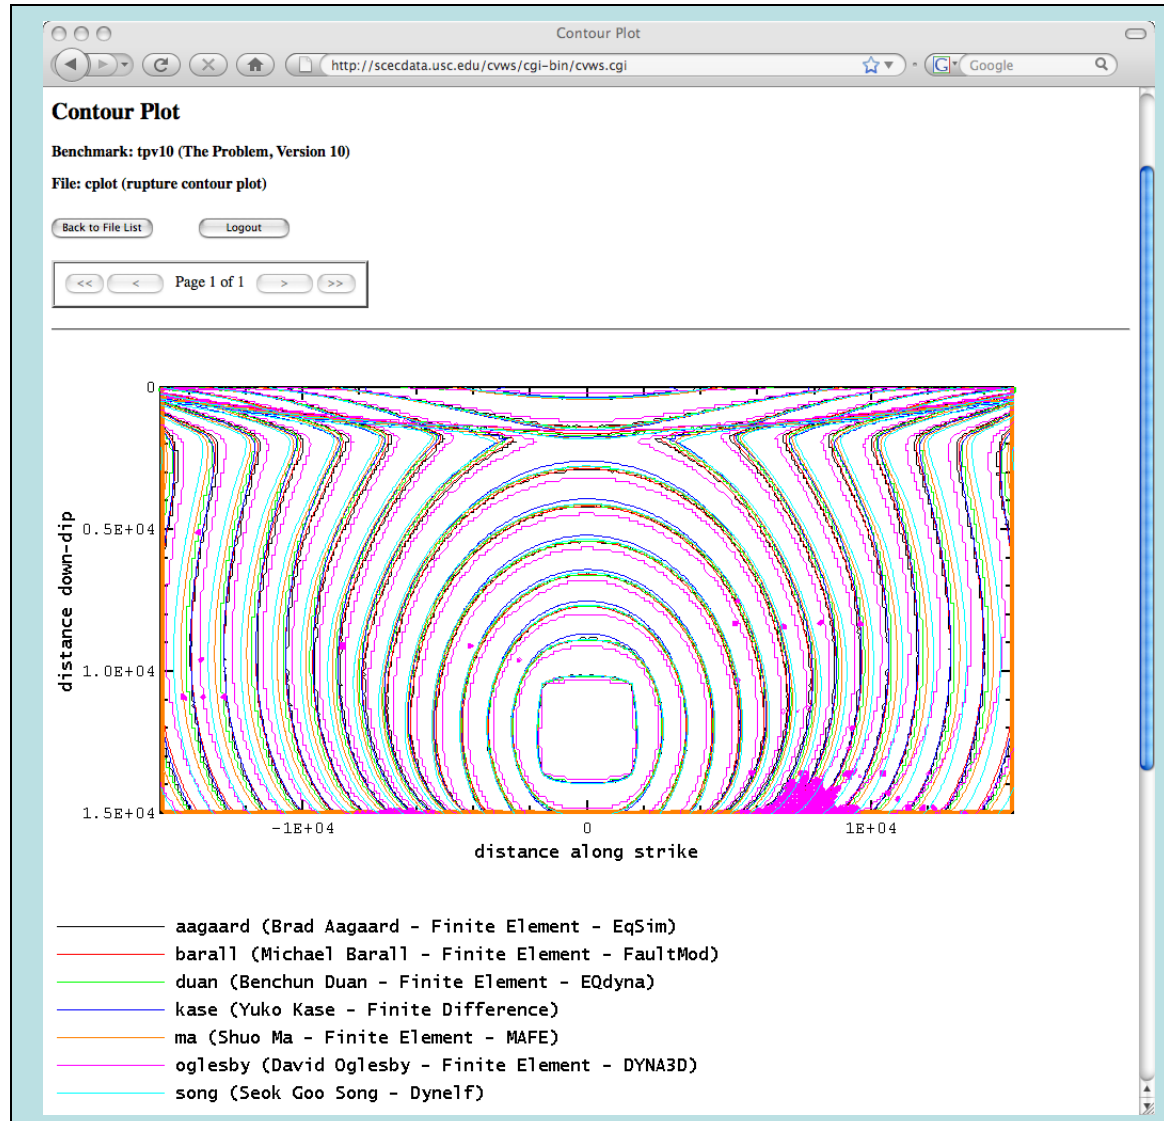 Contour Plot
http://scecdata.usc.edu/cvws/cgi-bin/cvws.cgi
G
Google
Contour Plot
Benchmark: tpv10 (The Problem, Version 10)
File: cplot (rupture contour plot)
Back to File List
Logout
<< < Page 1 of 1 > >>
0
0.5E+04
1.0E+04
1.5E+04
distance down-dip
-1E+04 0 1E+04
distance along strike
aagaard (Brad Aagaard - Finite Element - EqSim)
barall (Michael Barall - Finite Element - FaultMod)
duan (Benchun Duan - Finite Element - EQdyna)
kase (Yuko Kase - Finite Difference)
ma (Shuo Ma - Finite Element - MAFE)
oglesby (David Oglesby - Finite Element - DYNA3D)
song (Seok Goo Song - Dynelf)